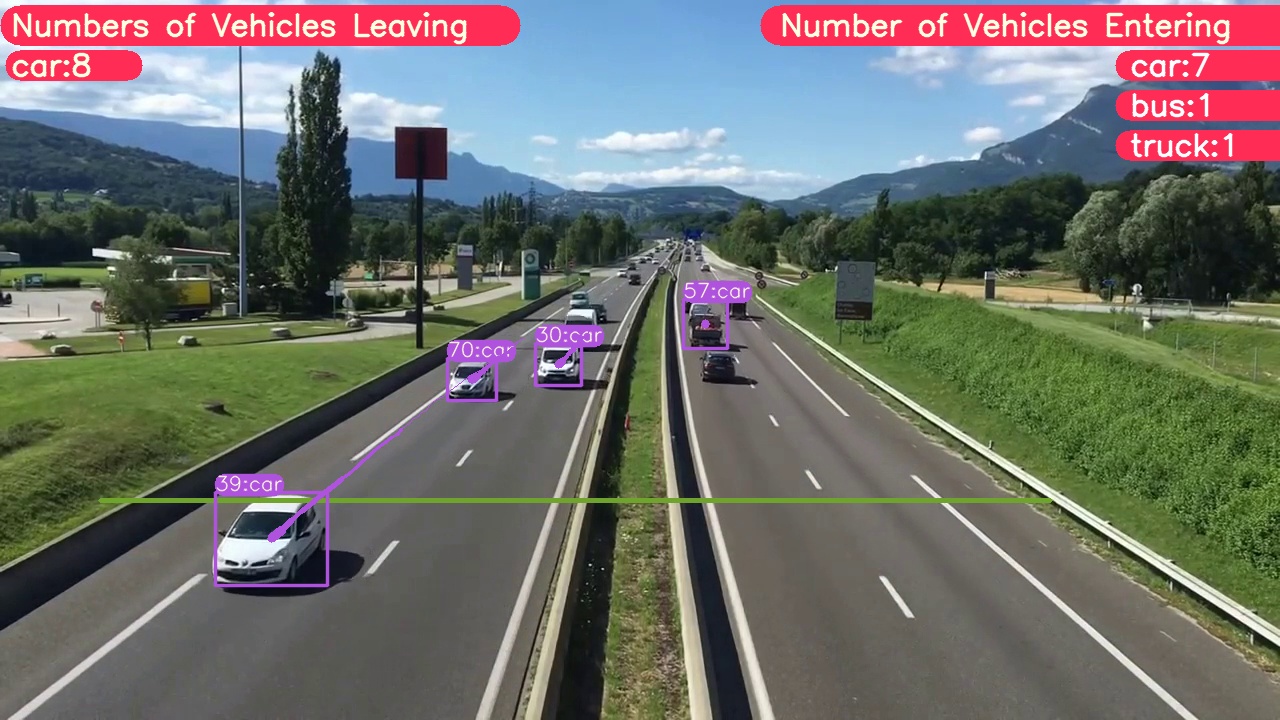 Numbers of Vehicles Leaving
Number of Vehicles Entering
car:8
car:7
bus:1
truck:1
57:car
70:car
30:car
39:car